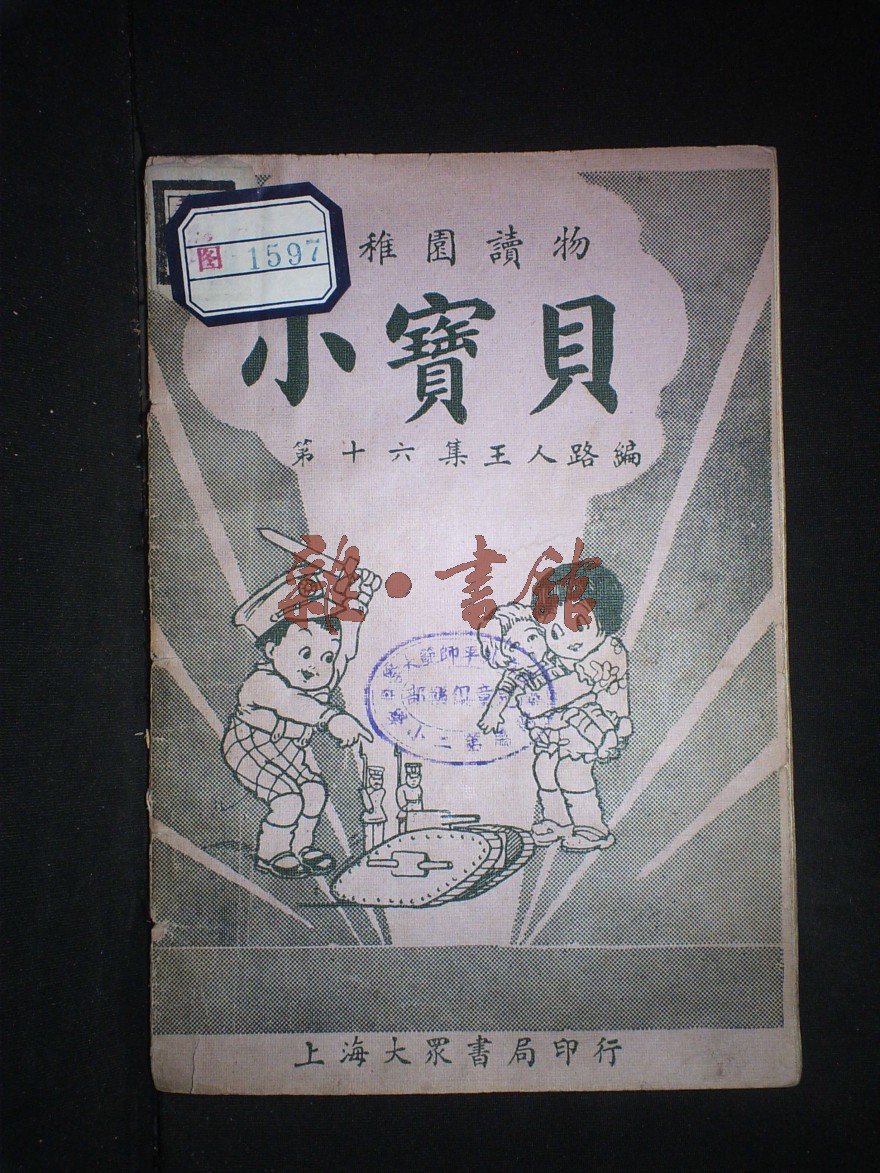 图 1597
稚園讀物
小寶貝
第十六集王人路編
雜·書館
上海大眾書局印行